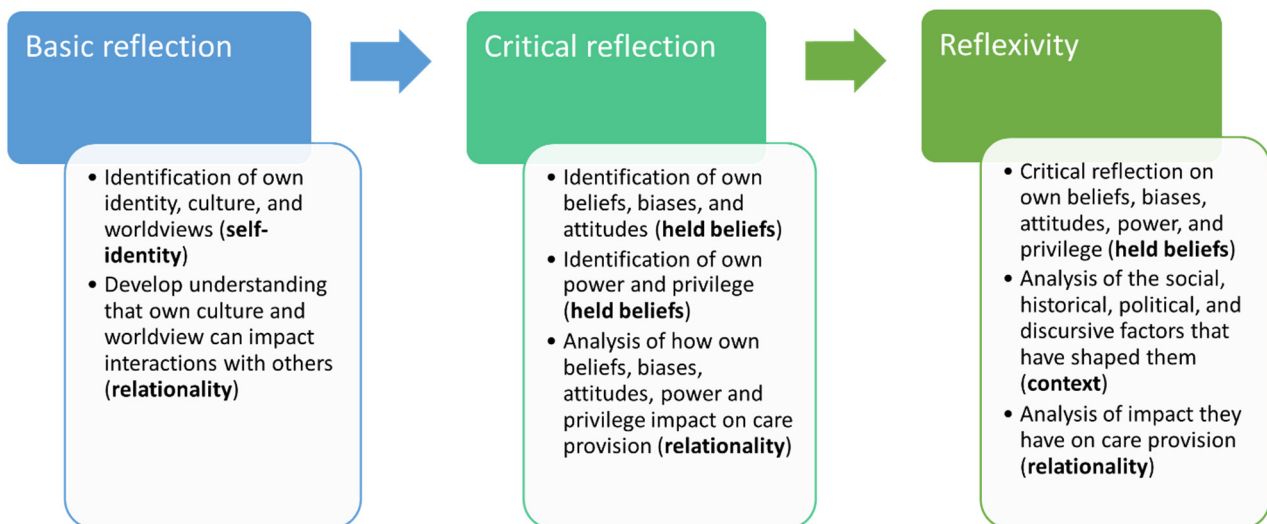 Basic reflection
• Identification of own
identity, culture, and
worldviews (self-
identity)
• Develop understanding
that own culture and
worldview can impact
interactions with others
(relationality)
Critical reflection
• Identification of own
beliefs, biases, and
attitudes (held beliefs)
• Identification of own
power and privilege
(held beliefs)
• Analysis of how own
beliefs, biases,
attitudes, power and
privilege impact on care
provision (relationality)
Reflexivity
• Critical reflection on
own beliefs, biases,
attitudes, power, and
privilege (held beliefs)
• Analysis of the social,
historical, political, and
discursive factors that
have shaped them
(context)
• Analysis of impact they
have on care provision
(relationality)